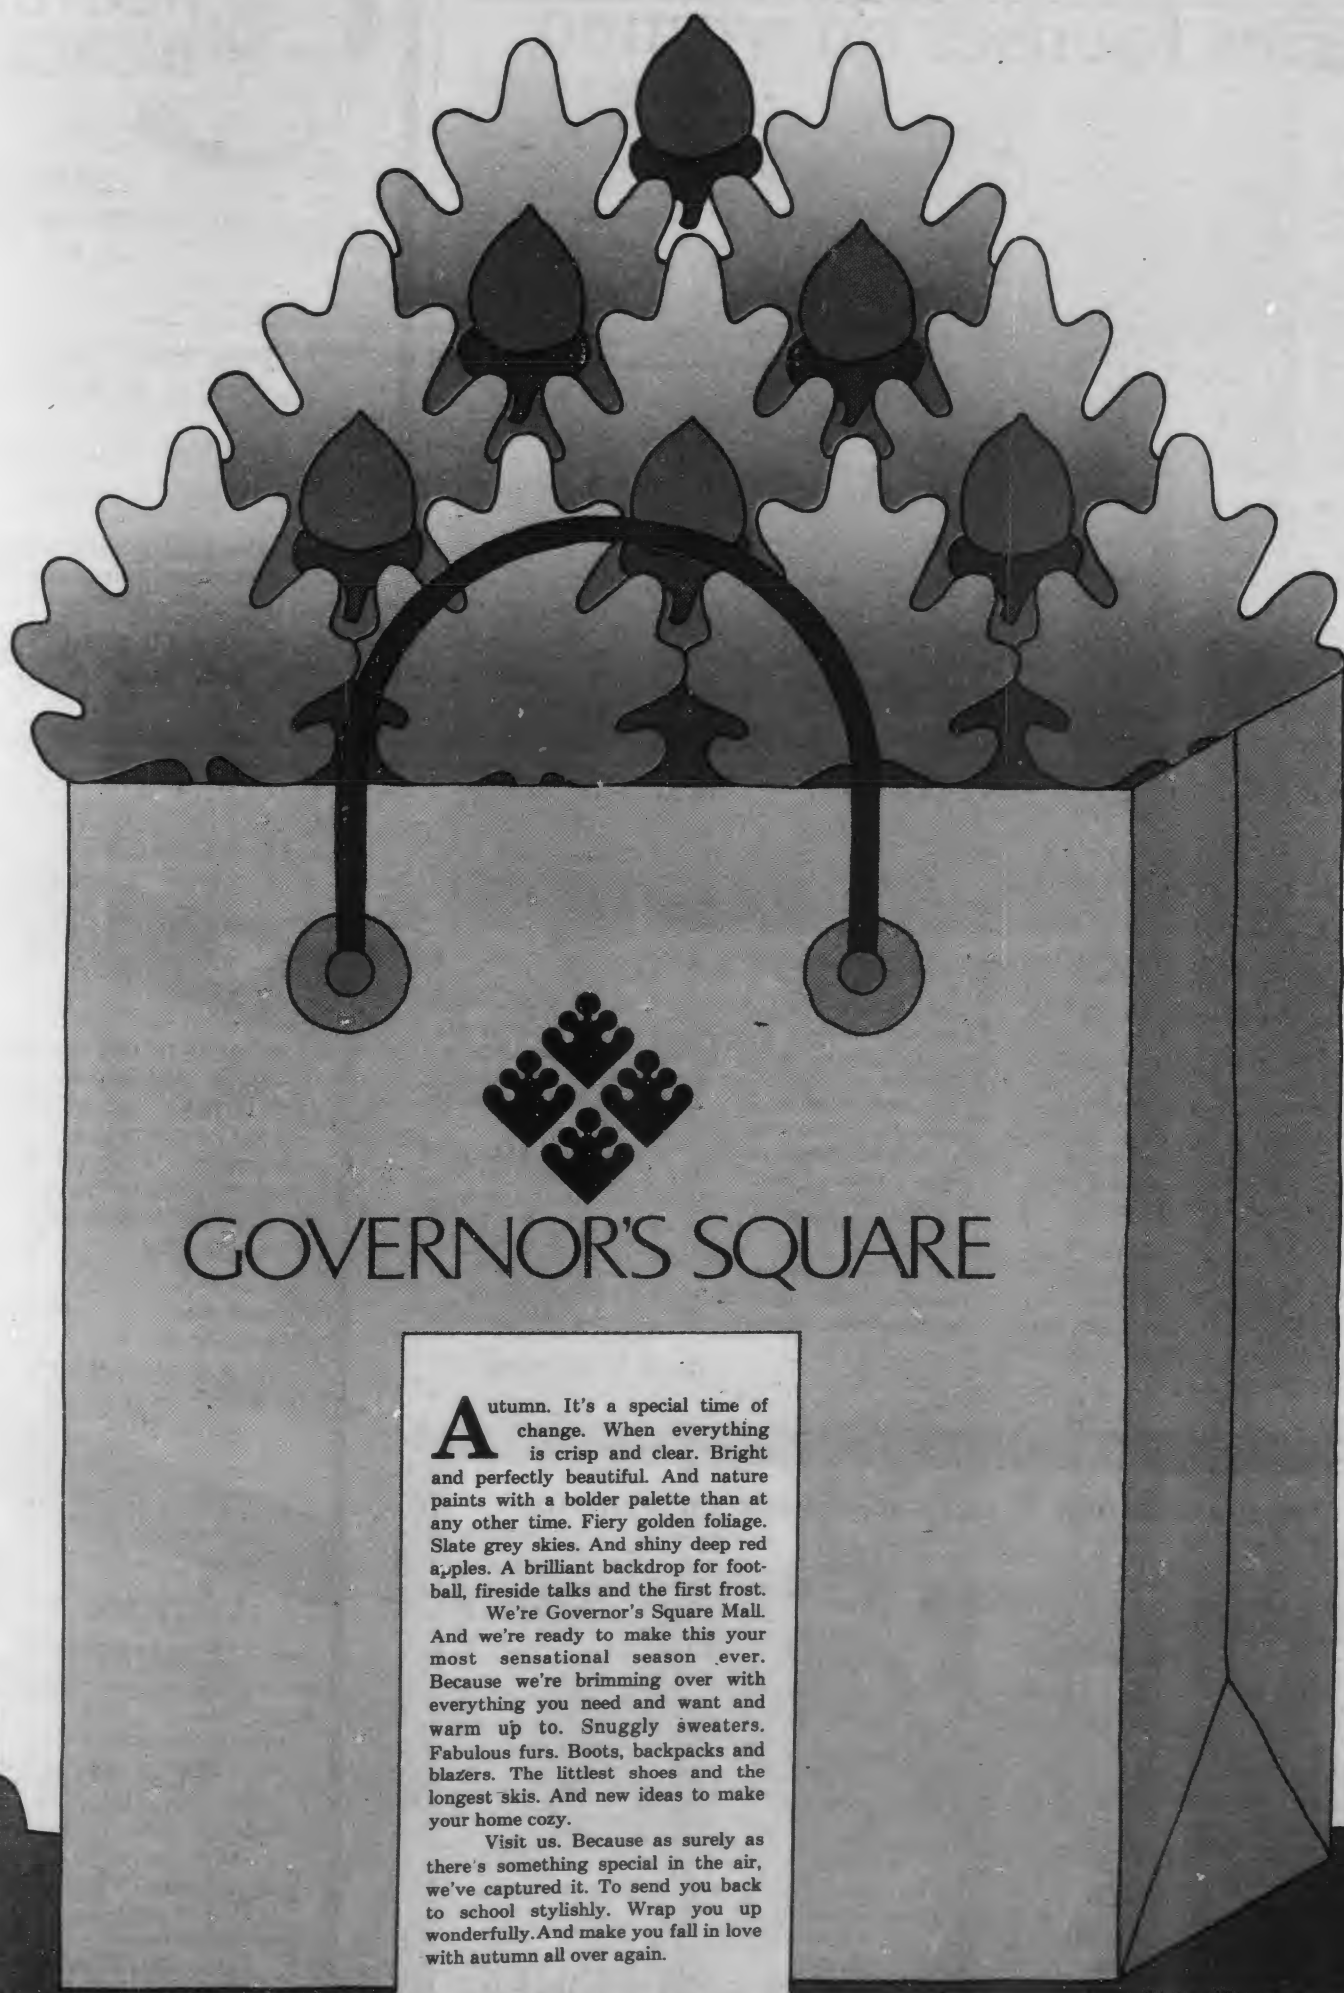 GOVERNOR'S SQUARE
Autumn. It's a special time of
change. When everything
is crisp and clear. Bright
and perfectly beautiful. And nature
paints with a bolder palette than at
any other time. Fiery golden foliage.
Slate grey skies. And shiny deep red
apples. A brilliant backdrop for foot-
ball, fireside talks and the first frost.
We're Governor's Square Mall.
And we're ready to make this your
most sensational season ever.
Because we're brimming over with
everything you need and want and
warm up to. Snuggly sweaters.
Fabulous furs. Boots, backpacks and
blazers. The littlest shoes and the
longest skis. And new ideas to make
your home cozy.
Visit us. Because as surely as
there's something special in the air,
we've captured it. To send you back
to school stylishly. Wrap you up
wonderfully. And make you fall in love
with autumn all over again.